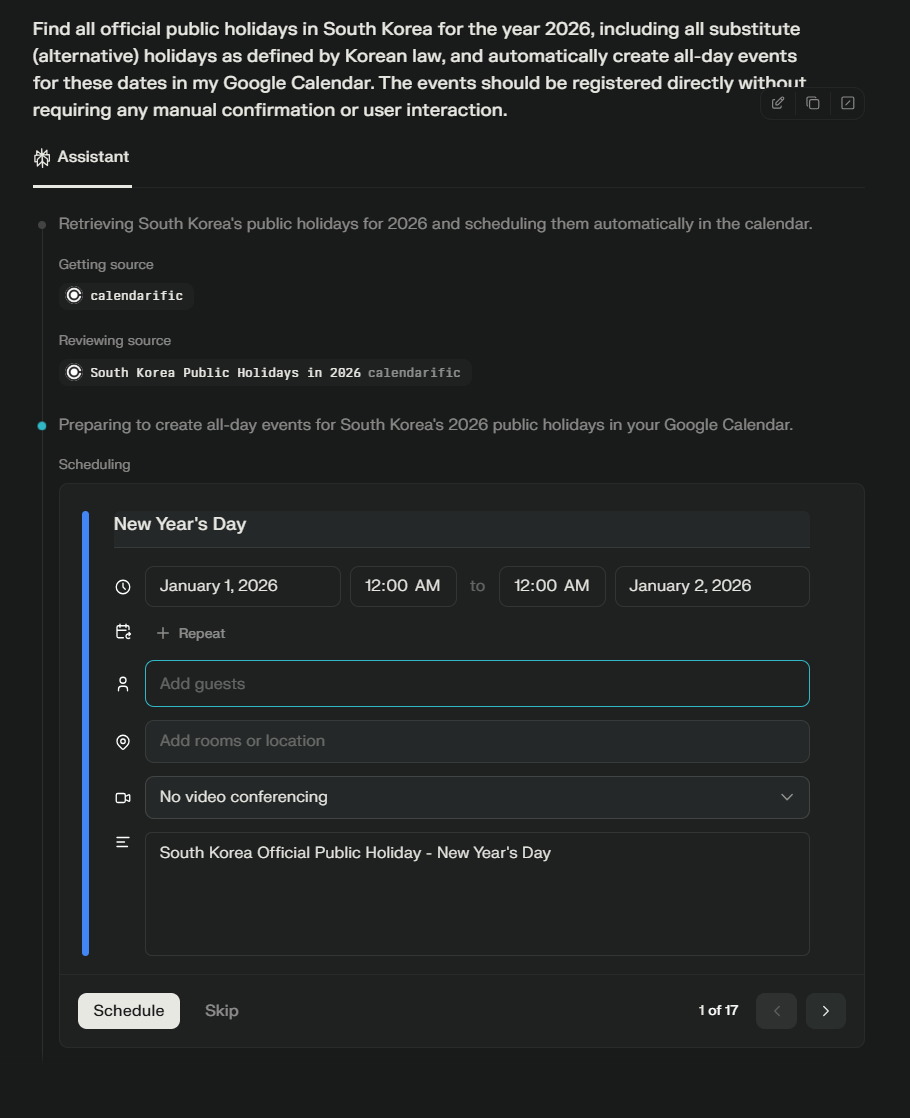 Find all official public holidays in South Korea for the year 2026, including all substitute
(alternative) holidays as defined by Korean law, and automatically create all-day events
for these dates in my Google Calendar. The events should be registered directly without
requiring any manual confirmation or user interaction.
Assistant
Retrieving South Korea's public holidays for 2026 and scheduling them automatically in the calendar.
Getting source
calendarific
Reviewing source
South Korea Public Holidays in 2026 calendarific
Preparing to create all-day events for South Korea's 2026 public holidays in your Google Calendar.
Scheduling
New Year's Day
January 1, 2026 12:00 AM to 12:00 AM January 2, 2026
Repeat
Add guests
Add rooms or location
No video conferencing
South Korea Official Public Holiday - New Year's Day
Schedule Skip 1 of 17